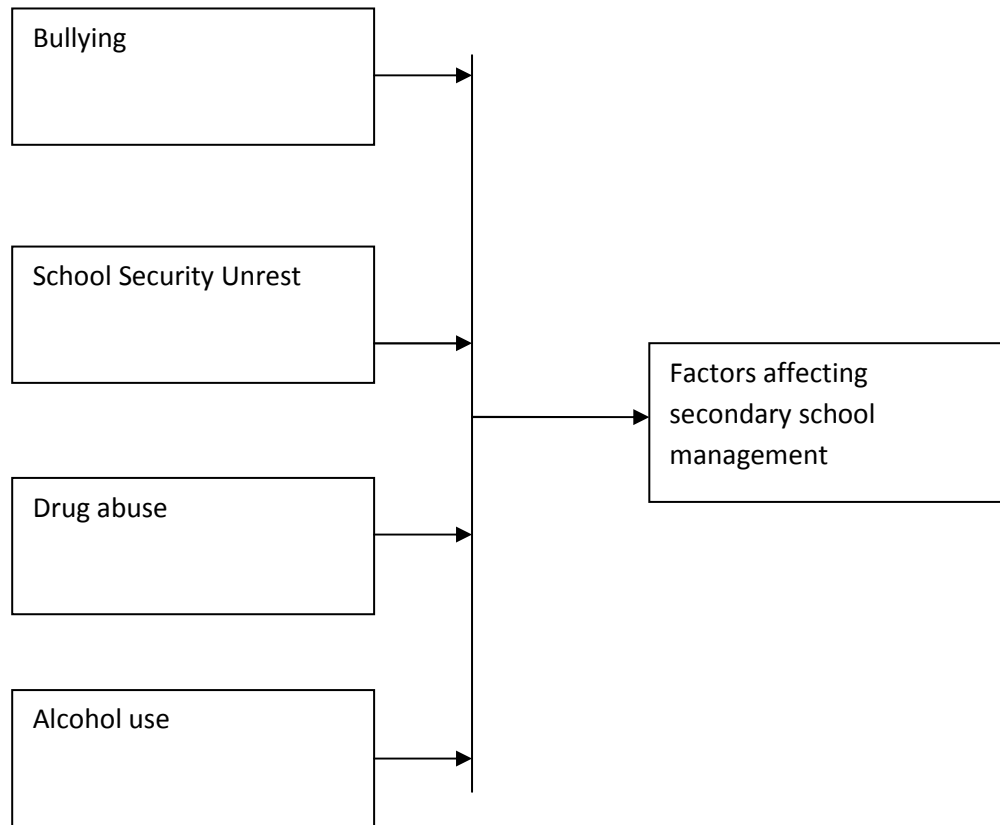 Bullying
School Security Unrest
Factors affecting
secondary school
management
Drug abuse
Alcohol use